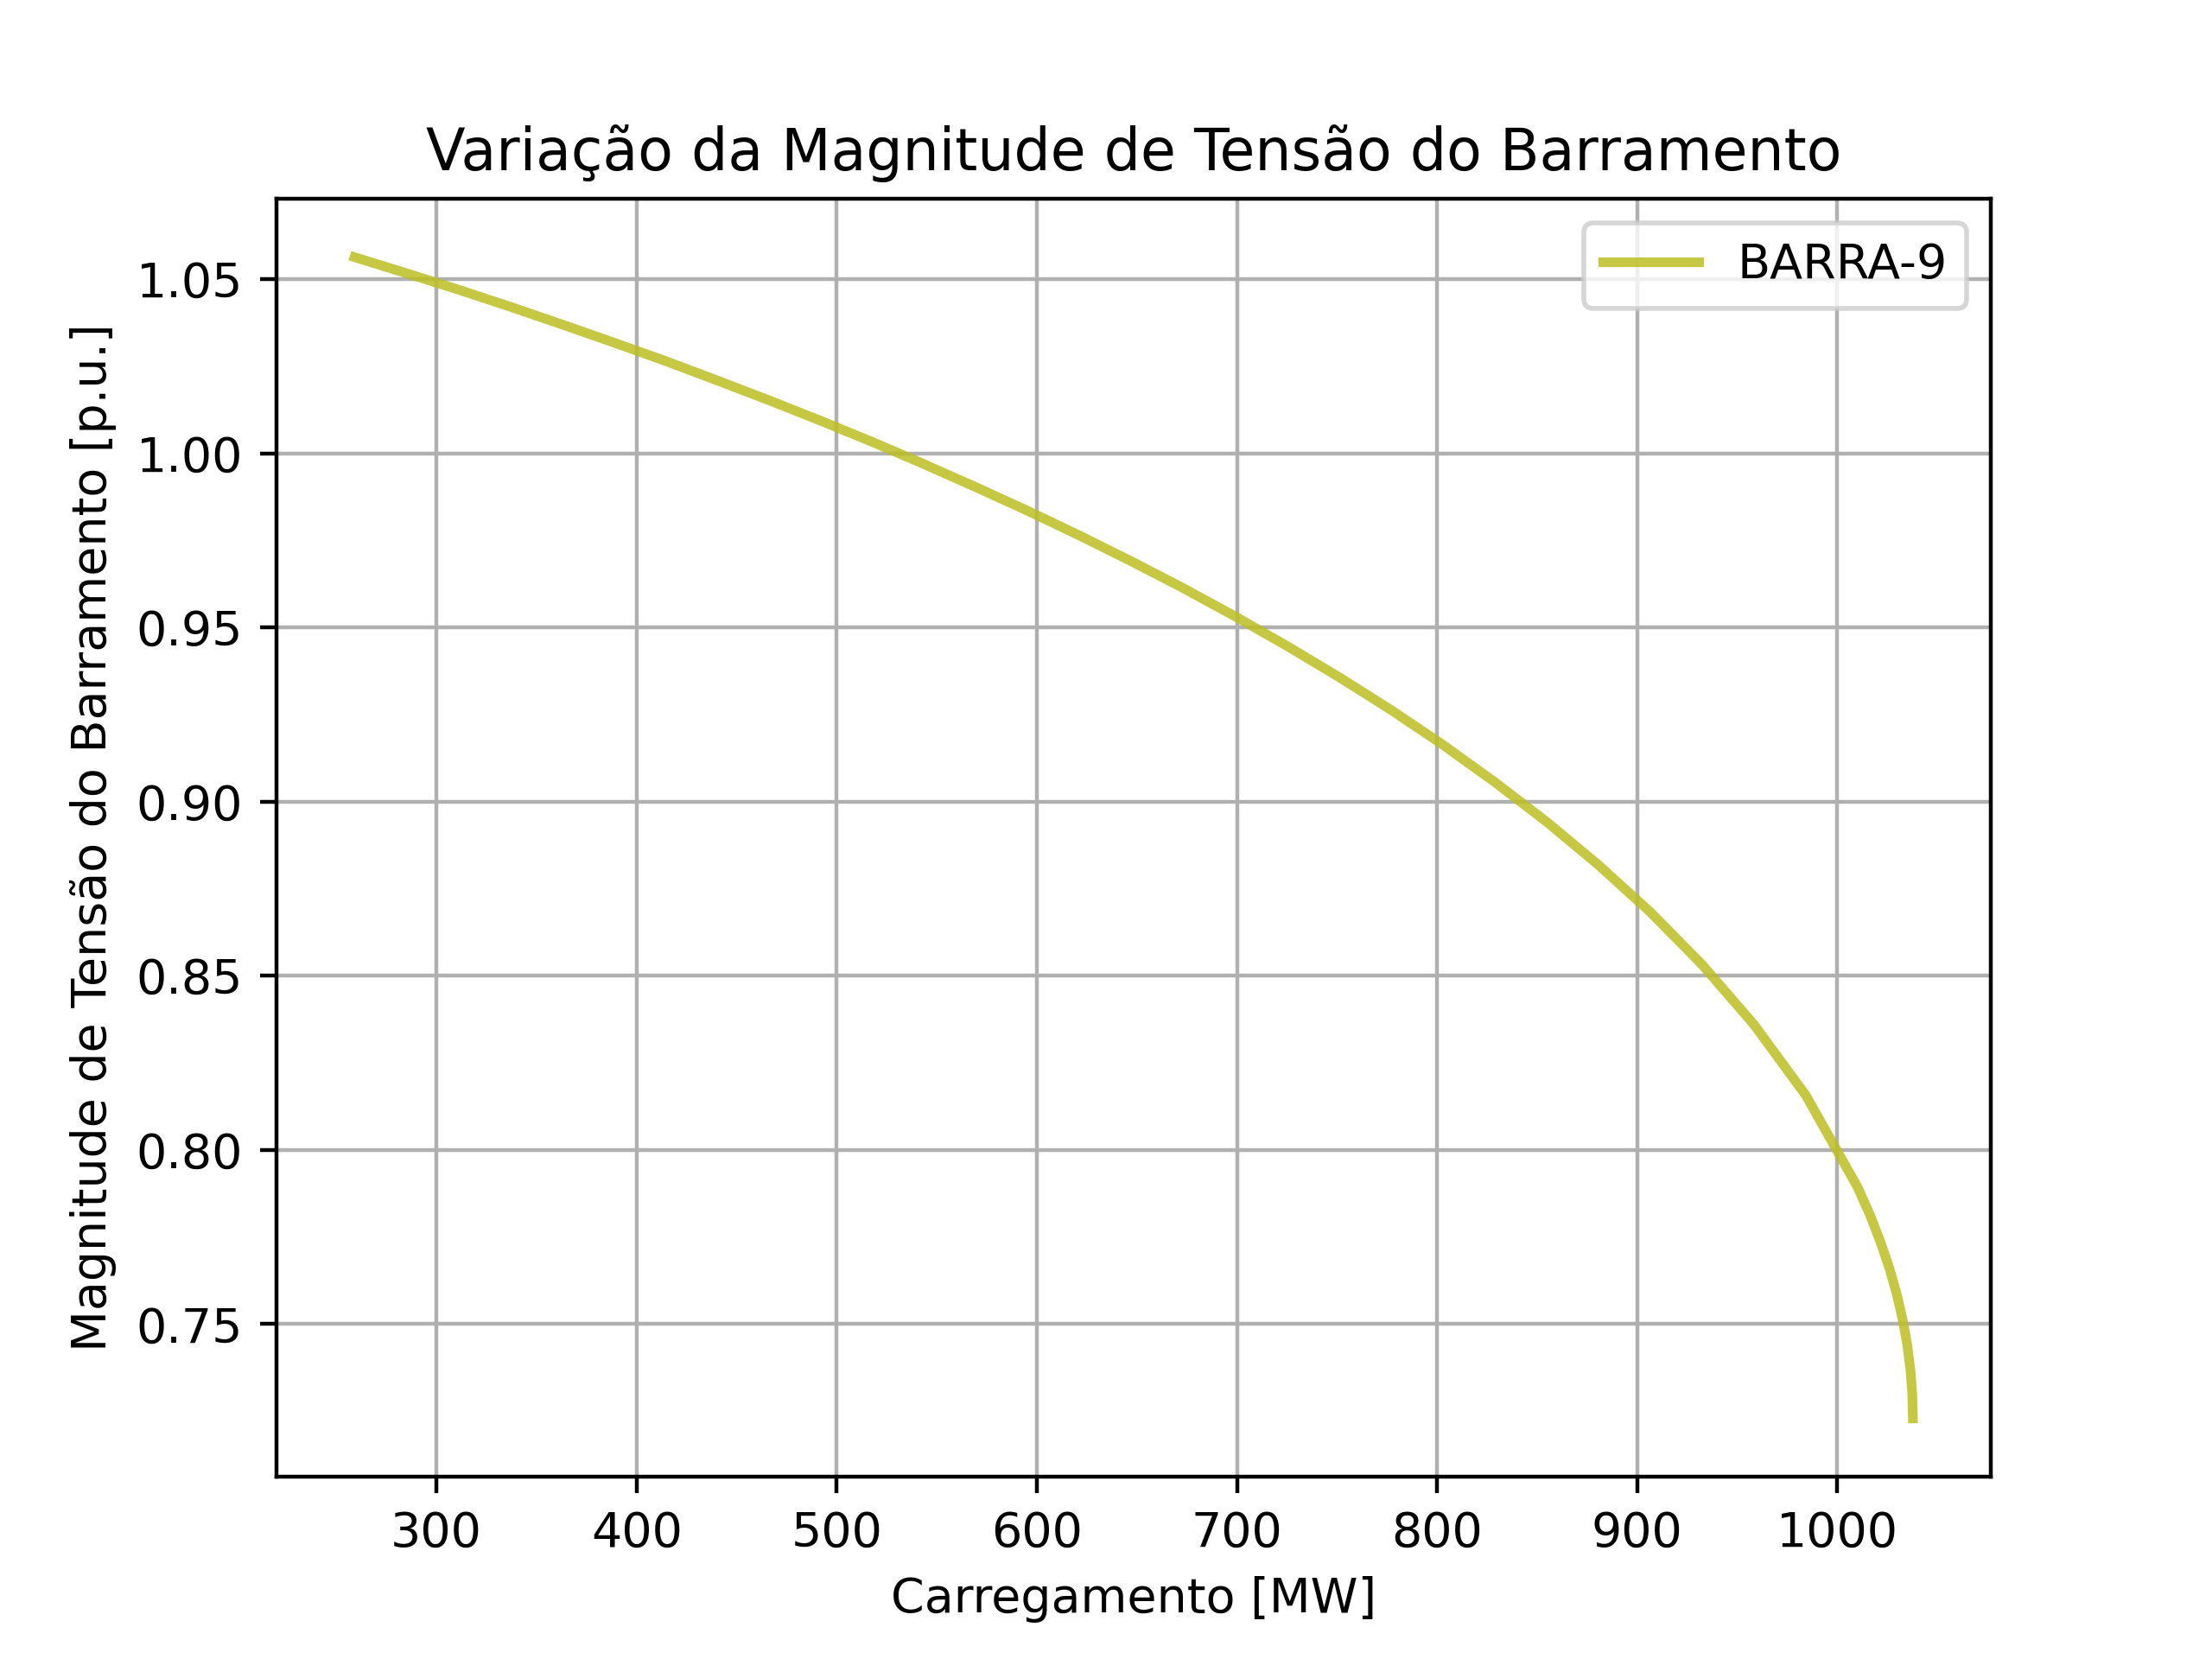 Variação da Magnitude de Tensão do Barramento
BARRA-9
Magnitude de Tensão do Barramento [p.u.]
1.05
1.00
0.95
0.90
0.85
0.80
0.75
300 400 500 600 700 800 900 1000
Carregamento [MW]